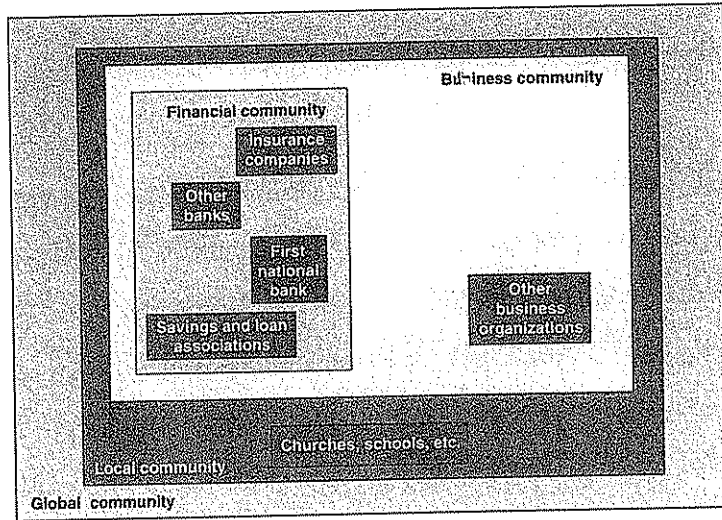 Business community
Financial community
Insurance
companies
Other
banks
First
national
bank
Savings and loan
associations
Other
business
organizations
Churches, schools, etc
Local community
Global community